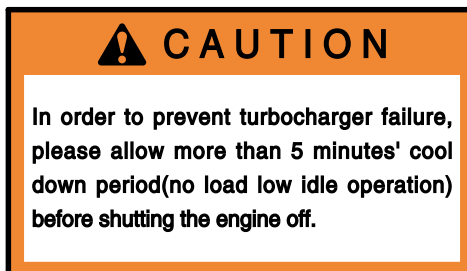 CAUTION
In order to prevent turbocharger failure,
please allow more than 5 minutes' cool
down period(no load low idle operation)
before shutting the engine off.